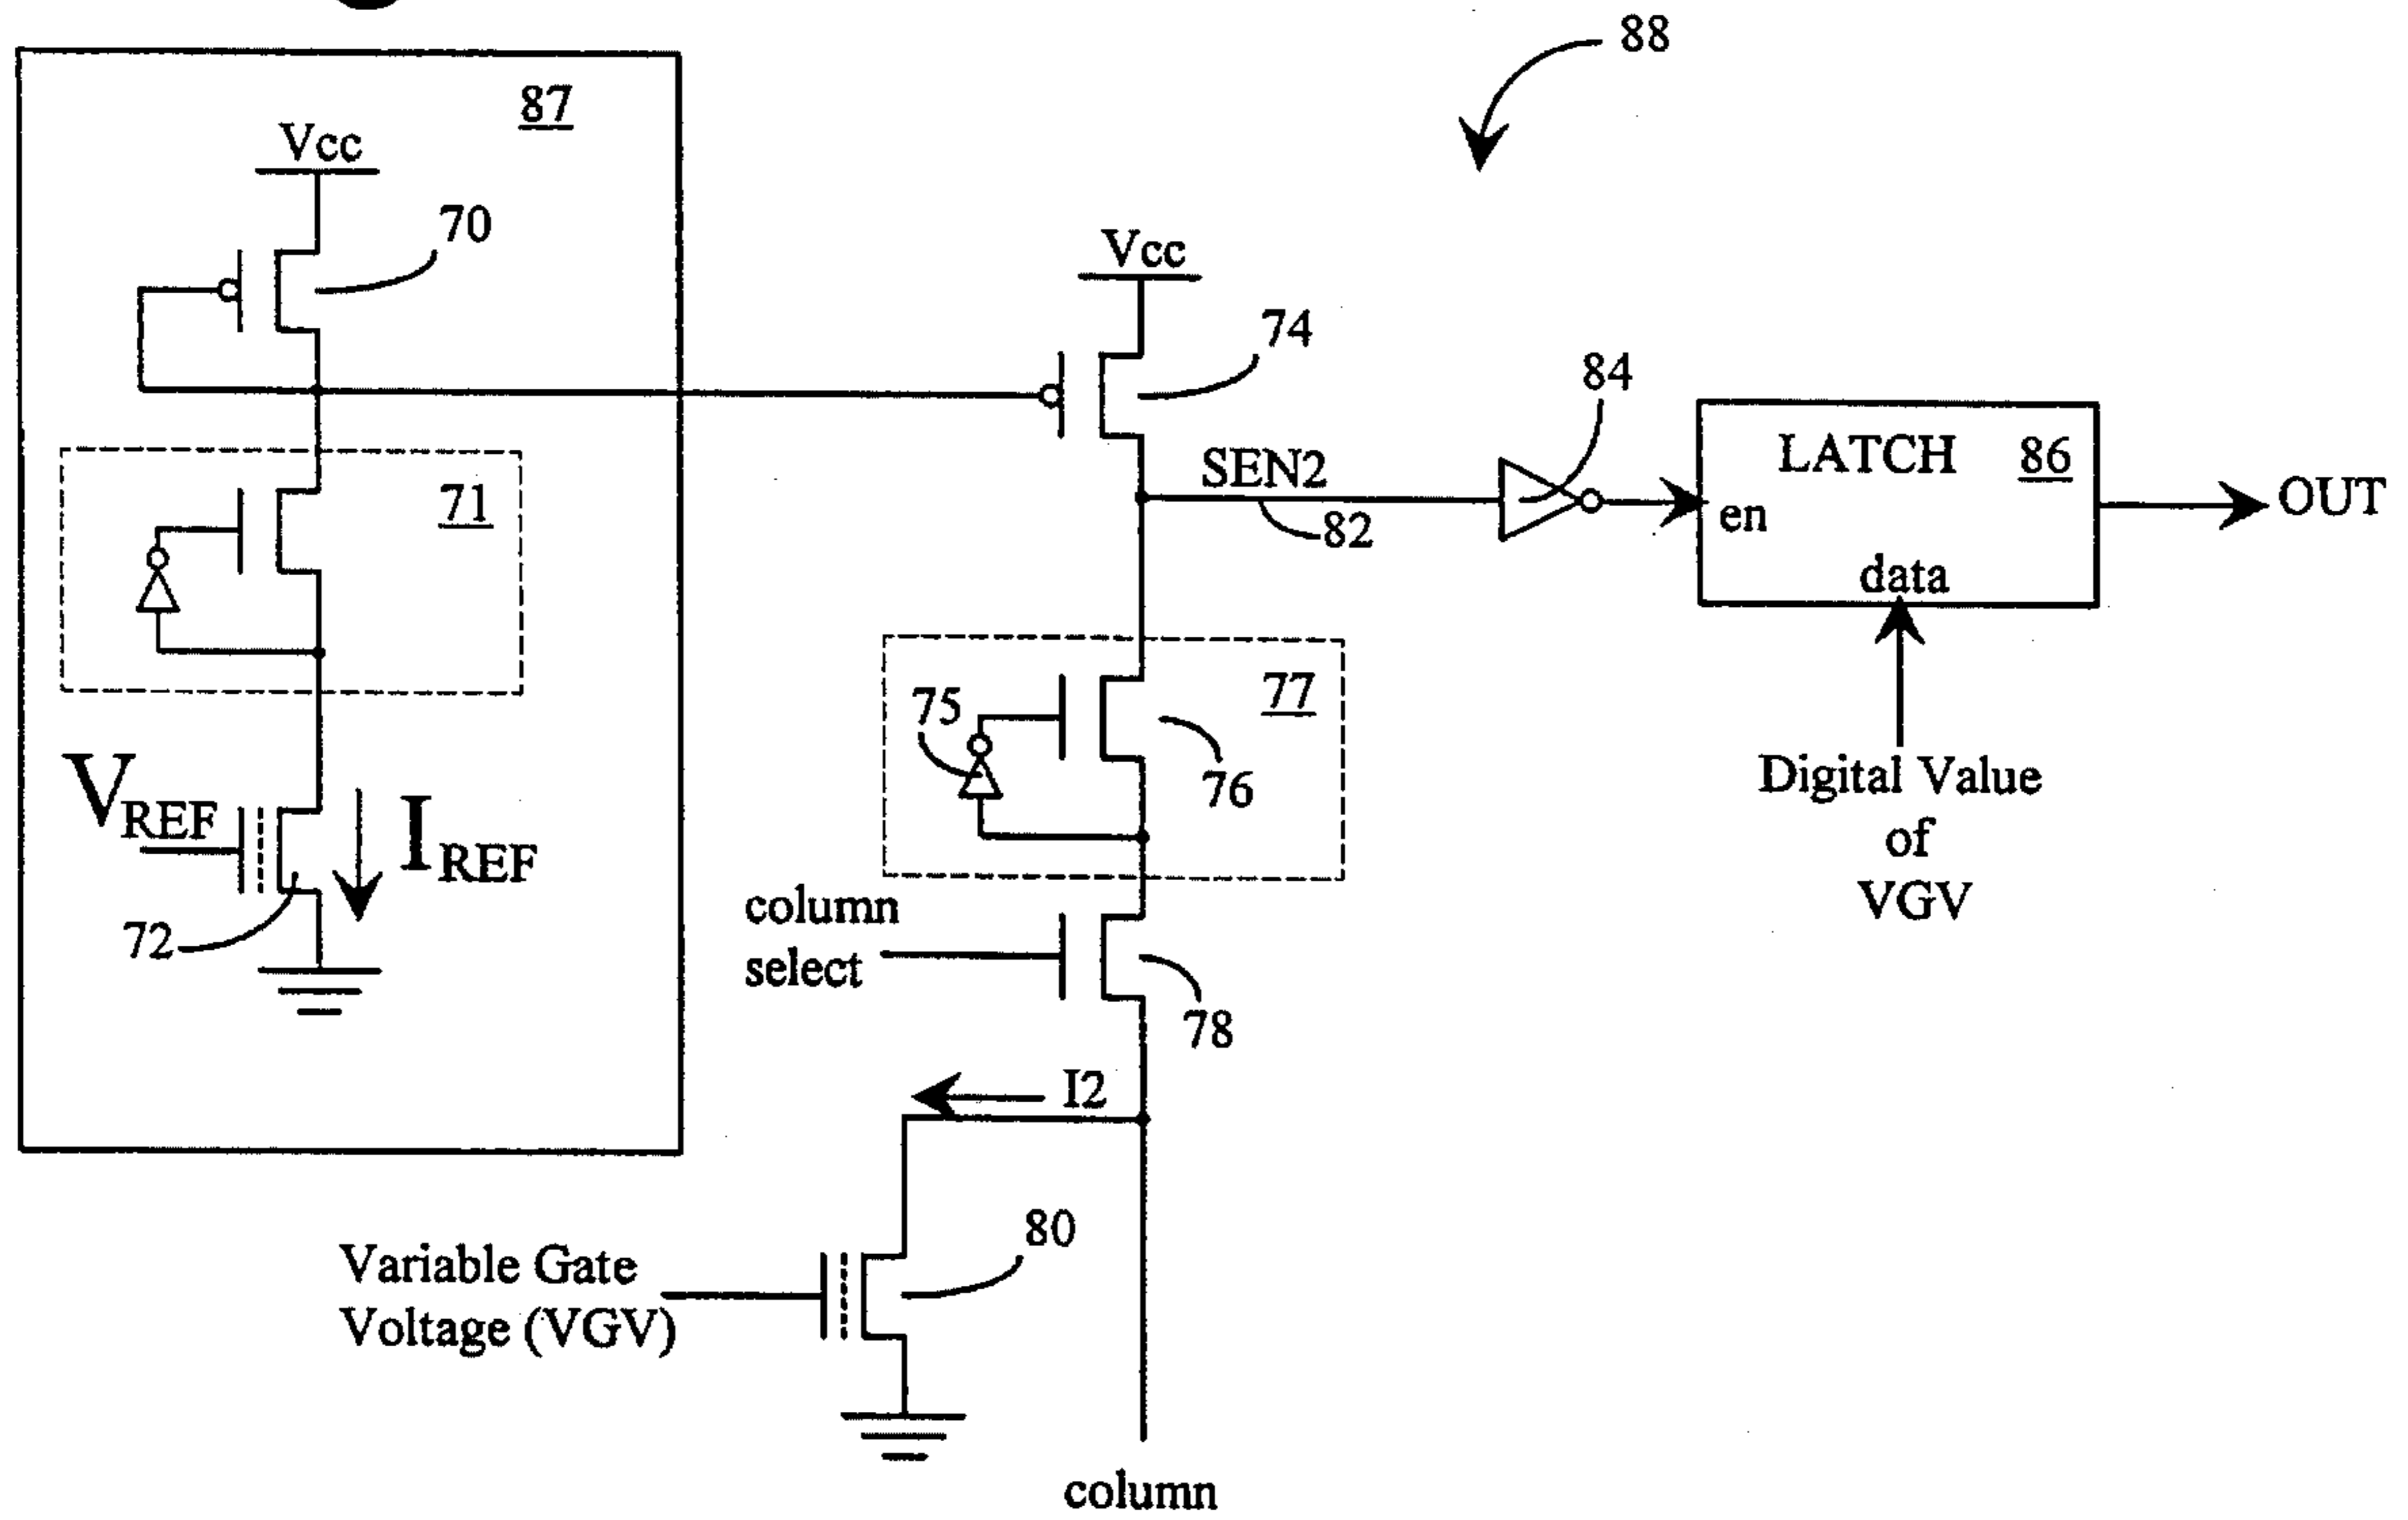 88
87
Vcc
70
Vcc
74
84
LATCH 86
SEN2
OUT
71
en
82
data
77
75
76
Digital Value
of
VGV
VREF
IREF
72
column
select
78
I2
80
Variable Gate
Voltage (VGV)
column